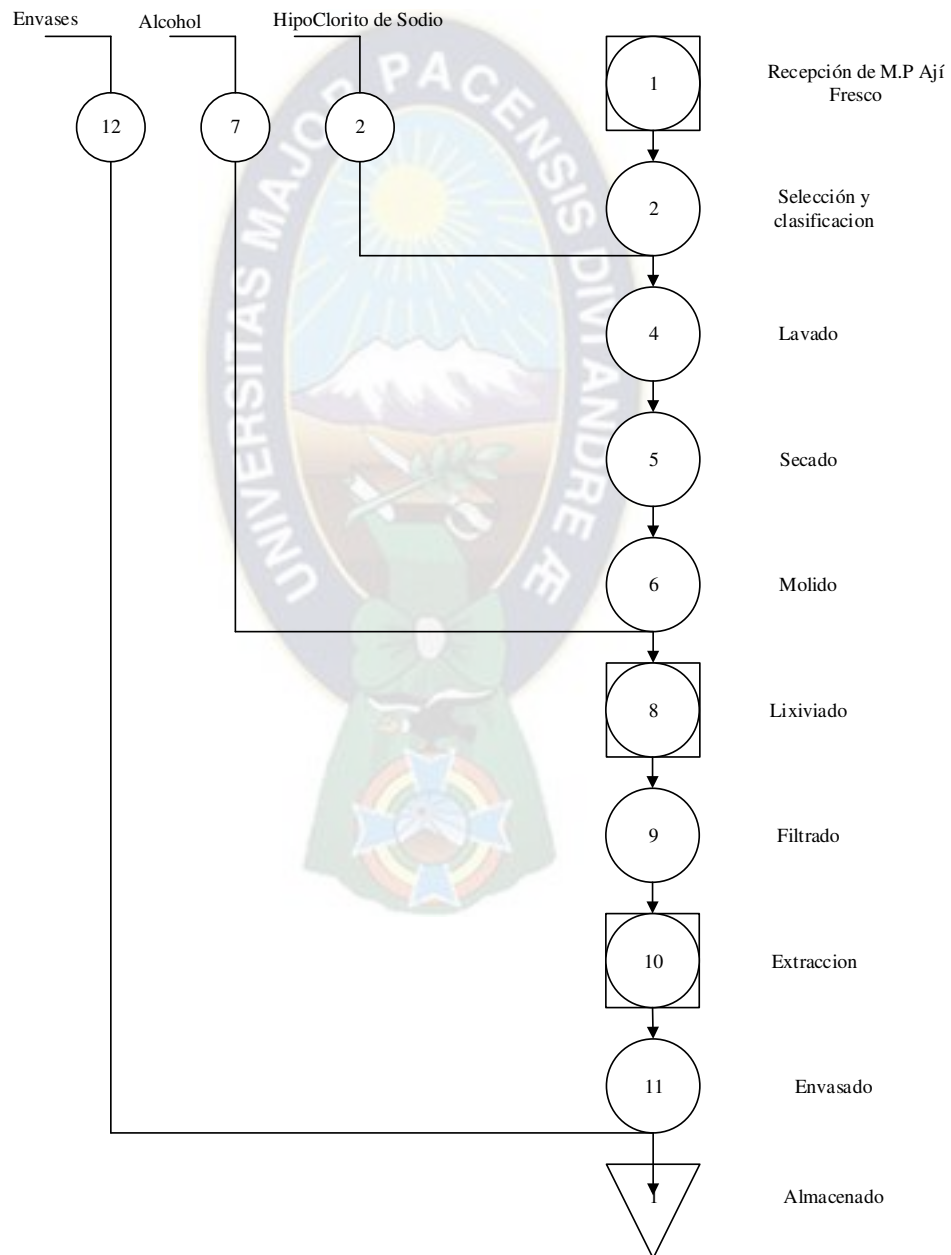 Envases
Alcohol
HipoClorito de Sodio
12
7
2
1
Recepción de M.P Ají
Fresco
2
Selección y
clasificacion
4
Lavado
5
Secado
6
Molido
8
Lixiviado
9
Filtrado
10
Extraccion
11
Envasado
1
Almacenado
UNIVERSITAS MAJOR PACENSIS DIVI ANDRE Æ